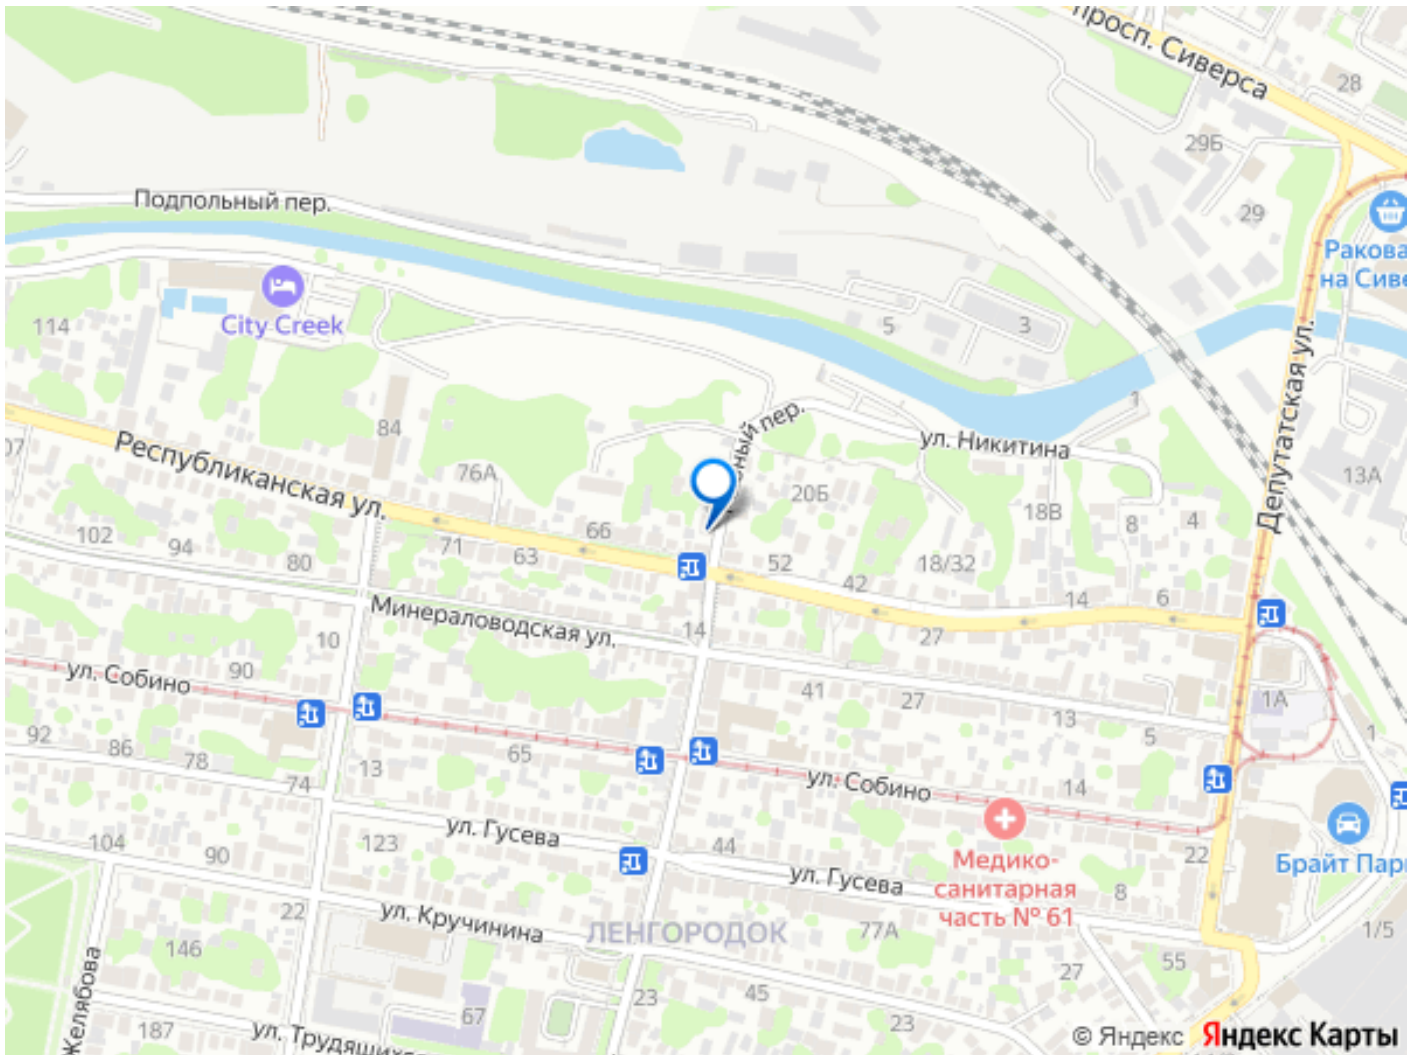 просп. Сиверса
28
29Б
29
Ракова
на Сиве
Подпольный пер.
City Creek
114
5
3
1
Депутатская ул.
ный пер.
ул. Никитина
84
Республиканская ул.
76А
20Б
13А
07
102
94
80
71
63
66
52
42
18В
18/32
8
4
14
6
27
Минераловодская ул.
10
14
ул. Собино
90
41
27
13
5
1А
1
92
86
78
74
13
65
ул. Собино
14
22
ул. Гусева
104
90
123
44
ул. Гусева
Медико-
санитарная
часть № 61
8
Брайт Пар
22
ул. Кручинина
ЛЕНГОРОДОК
77А
1/5
146
Желябова
187
ул. Трудящихся
67
23
45
23
27
55
© Яндекс Яндекс Карты